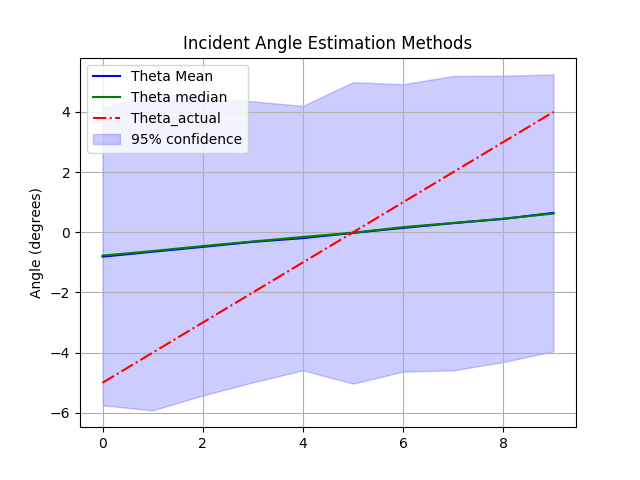 Incident Angle Estimation Methods
Theta Mean
Theta median
Theta_actual
95% confidence
Angle (degrees)
4
2
0
−2
−4
−6
0 2 4 6 8